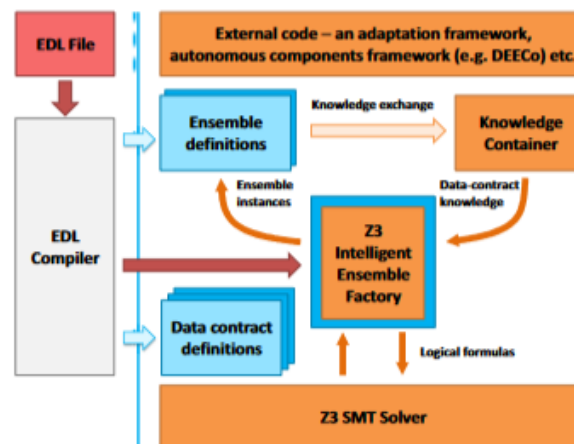 EDL File
External code – an adaptation framework,
autonomous components framework (e.g. DEECo) etc.
Ensemble
definitions
Knowledge exchange
Knowledge
Container
Ensemble
instances
Data-contract
knowledge
EDL
Compiler
Z3
Intelligent
Ensemble
Factory
Data contract
definitions
Logical formulas
Z3 SMT Solver